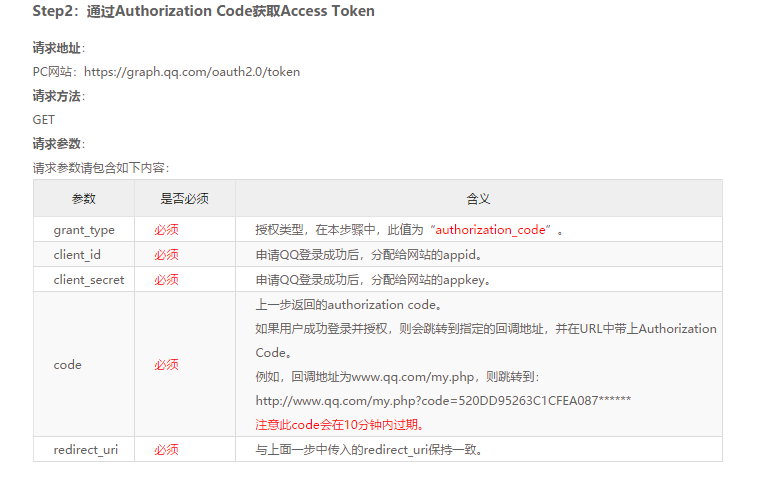 Step2：通过Authorization Code获取Access Token
请求地址：
PC网站：https://graph.qq.com/oauth2.0/token
请求方法：
GET
请求参数：
请求参数请包含如下内容：
参数 是否必须 含义
grant_type 必须 授权类型，在本步骤中，此值为“authorization_code”。
client_id 必须 申请QQ登录成功后，分配给网站的appid。
client_secret 必须 申请QQ登录成功后，分配给网站的appkey。
code 必须 上一步返回的authorization code。
如果用户成功登录并授权，则会跳转到指定的回调地址，并在URL中带上Authorization
Code。
例如，回调地址为www.qq.com/my.php，则跳转到：
http://www.qq.com/my.php?code=520DD95263C1CFEA087******
注意此code会在10分钟内过期。
redirect_uri 必须 与上面一步中传入的redirect_uri保持一致。